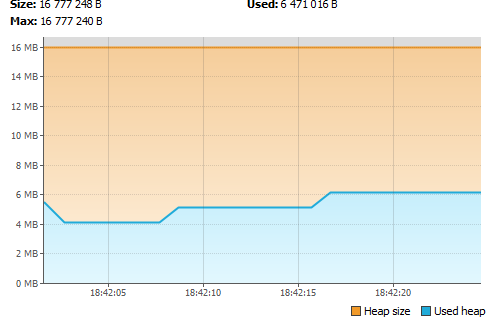 Size: 16 777 248 B Used: 6 471 016 B
Max: 16 777 240 B
16 MB
14 MB
12 MB
10 MB
8 MB
6 MB
4 MB
2 MB
0 MB
18:42:05 18:42:10 18:42:15 18:42:20
Heap size Used heap